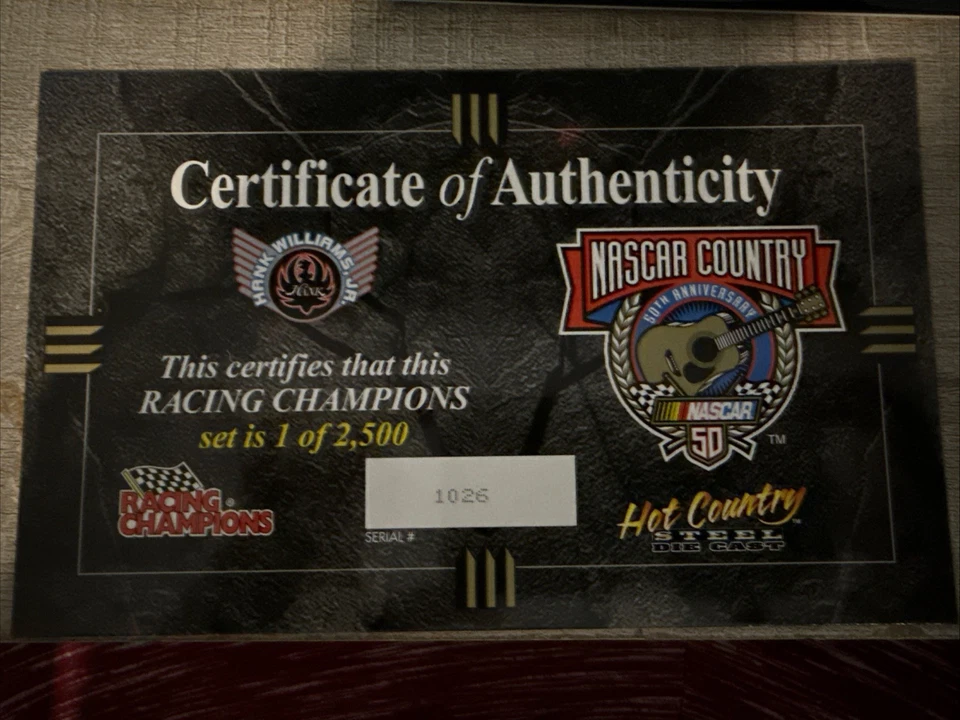 Certificate of Authenticity
HANK WILLIAMS, JR.
HANK
NASCAR COUNTRY
50TH ANNIVERSARY
NASCAR
50
TM
This certifies that this
RACING CHAMPIONS
set is 1 of 2,500
RACING
CHAMPIONS®
1026
SERIAL #
Hot Country™
STEEL
DIE CAST